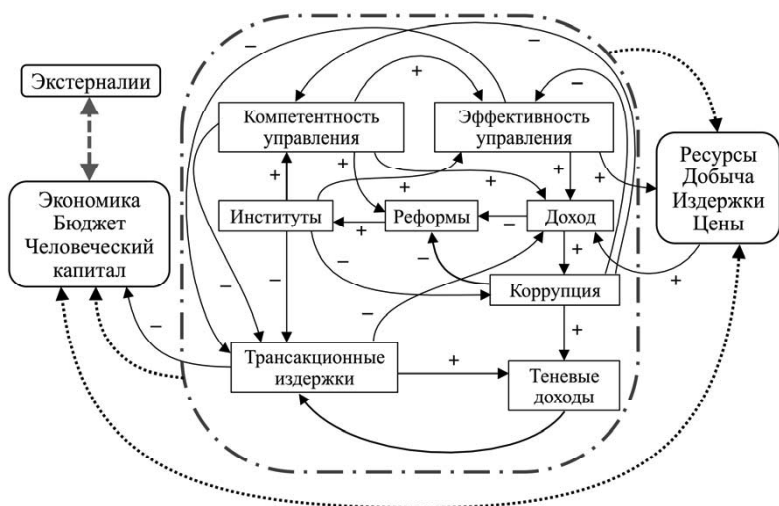 Экстерналии
Экономика
Бюджет
Человеческий
капитал
Компетентность
управления
Эффективность
управления
Ресурсы
Добыча
Издержки
Цены
Институты
Реформы
Доход
Коррупция
Трансакционные
издержки
Теневые
доходы